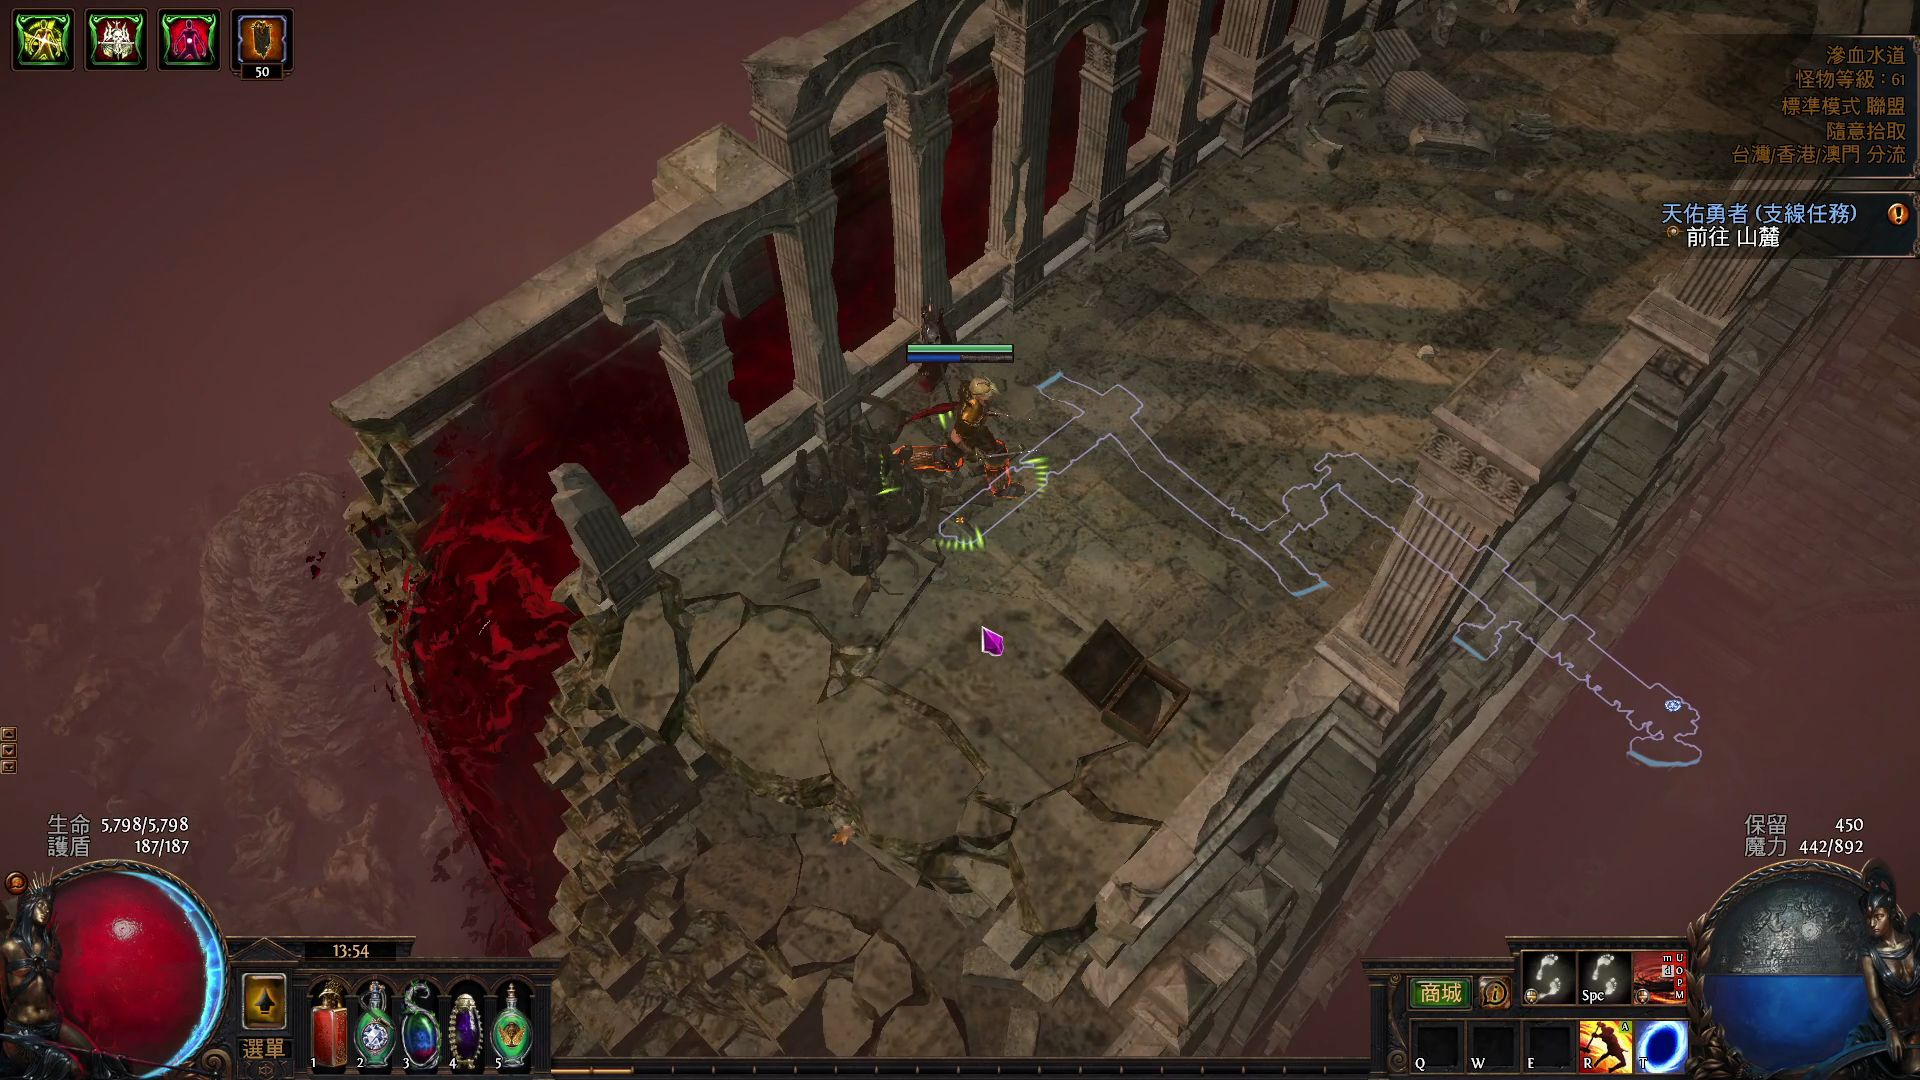 50
滲血水道
怪物等級：61
標準模式 聯盟
隨意拾取
台灣/香港/澳門 分流
天佑勇者 (支線任務)
前往 山麓
生命 5,798/5,798
護盾 187/187
保留 450
魔力 442/892
13:54
選單
1 2 3 4 5
商城
Spc
m U
d O
P
M
Q W E R A T